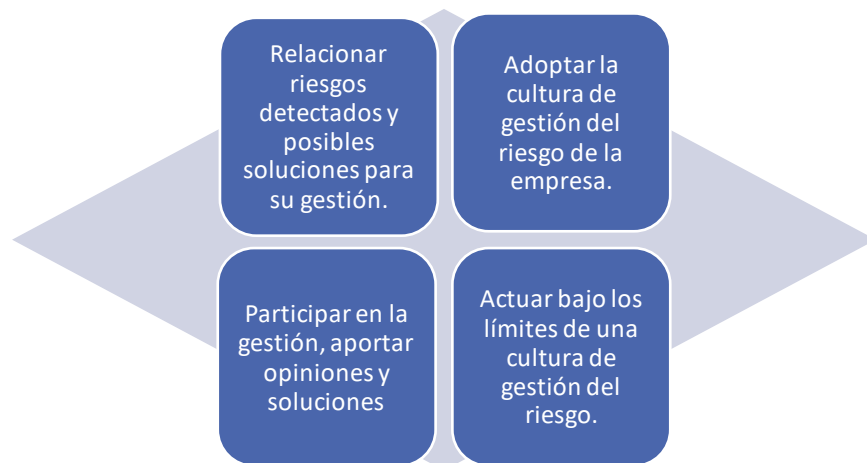 Relacionar
riesgos
detectados y
posibles
soluciones para
su gestión.
Adoptar la
cultura de
gestión del
riesgo de la
empresa.
Participar en la
gestión, aportar
opiniones y
soluciones
Actuar bajo los
límites de una
cultura de
gestión del
riesgo.